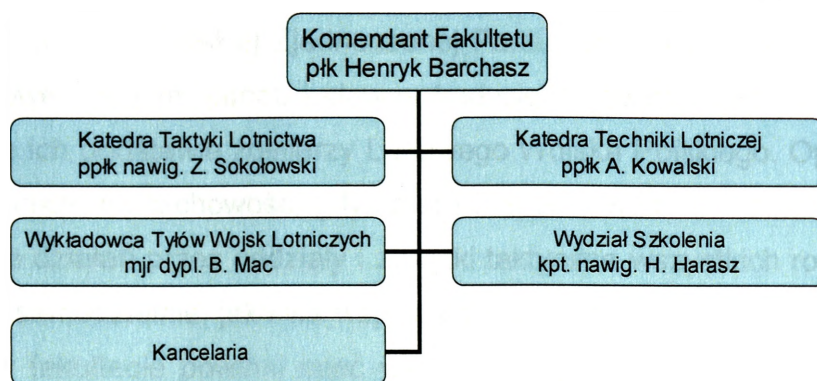 Komendant Fakultetu
płk Henryk Barchasz
Katedra Taktyki Lotnictwa
ppłk nawig. Z. Sokołowski
Katedra Techniki Lotniczej
ppłk A. Kowalski
Wykładowca Tyłów Wojsk Lotniczych
mjr dypl. B. Mac
Wydział Szkolenia
kpt. nawig. H. Harasz
Kancelaria